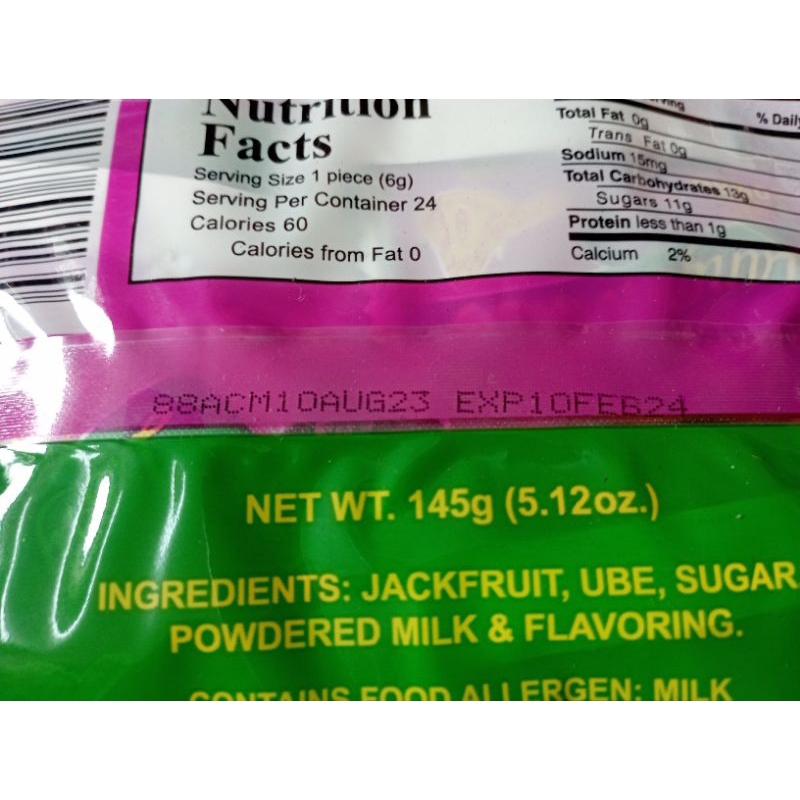 Nutrition
Facts
Serving Size 1 piece (6g)
Serving Per Container 24
Calories 60
Calories from Fat 0
% Daily
Total Fat 0g
Trans Fat 0g
Sodium 15mg
Total Carbohydrates 13g
Sugars 11g
Protein less than 1g
Calcium 2%
88ACM10AUG23 EXP10FEB24
NET WT. 145g (5.12oz.)
INGREDIENTS: JACKFRUIT, UBE, SUGAR
POWDERED MILK & FLAVORING.
CONTAINS FOOD ALLERGEN: MILK